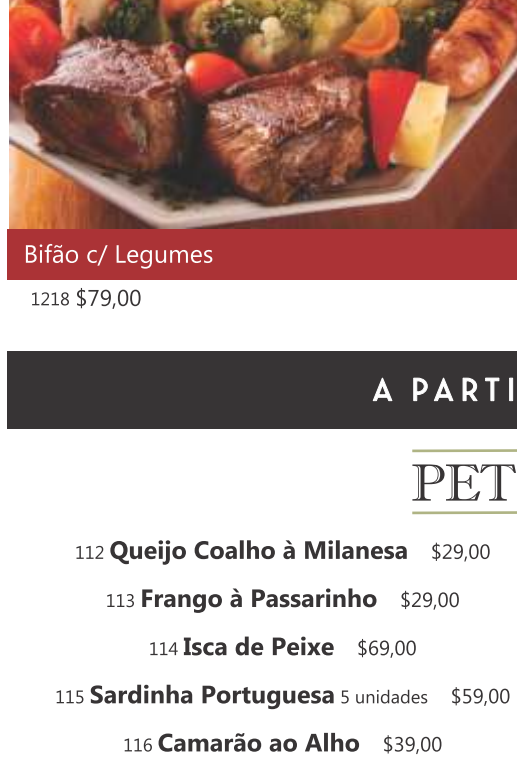 Bifão c/ Legumes
1218 $79,00
A PARTI
PET
112 Queijo Coalho à Milanesa $29,00
113 Frango à Passarinho $29,00
114 Isca de Peixe $69,00
115 Sardinha Portuguesa 5 unidades $59,00
116 Camarão ao Alho $39,00